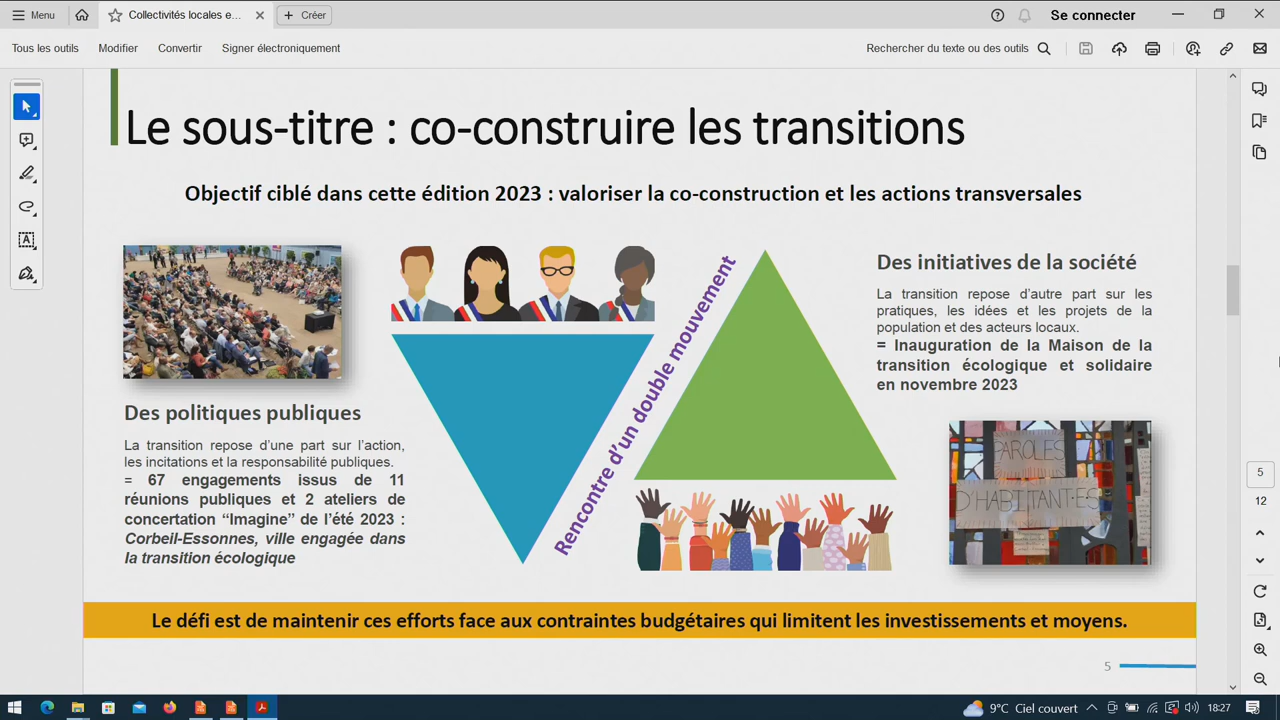 Menu
Collectivités locales e...
Créer
Se connecter
Tous les outils
Modifier
Convertir
Signer électroniquement
Rechercher du texte ou des outils
Le sous-titre : co-construire les transitions
Objectif ciblé dans cette édition 2023 : valoriser la co-construction et les actions transversales
Des politiques publiques
La transition repose d'une part sur l'action,
les incitations et la responsabilité publiques.
= 67 engagements issus de 11
réunions publiques et 2 ateliers de
concertation “Imagine” de l'été 2023 :
Corbeil-Essonnes, ville engagée dans
la transition écologique
Rencontre d'un double mouvement
Des initiatives de la société
La transition repose d'autre part sur les
pratiques, les idées et les projets de la
population et des acteurs locaux.
= Inauguration de la Maison de la
transition écologique et solidaire
en novembre 2023
PAROLES
D'HABITANT·ES
Le défi est de maintenir ces efforts face aux contraintes budgétaires qui limitent les investissements et moyens.
5
5
12
9°C Ciel couvert
18:27